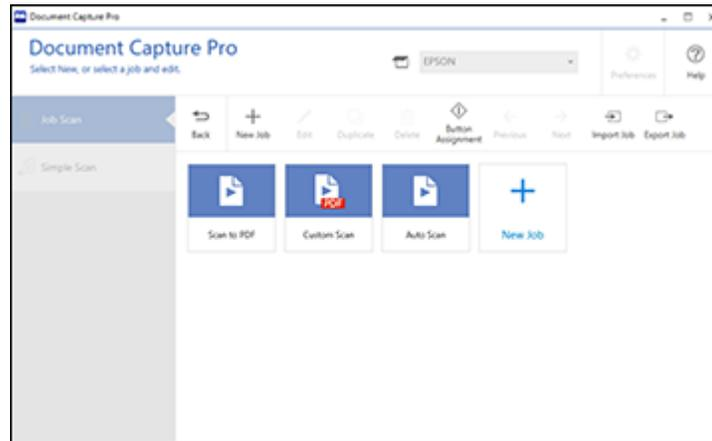 Document Capture Pro
Document Capture Pro
Select New, or select a job and edit.
EPSON
Preferences
Help
Job Scan
Back
New Job
Edit
Duplicate
Delete
Button
Assignment
Previous
Next
Import Job
Export Job
Simple Scan
PDF
Scan to PDF
Custom Scan
Auto Scan
New Job